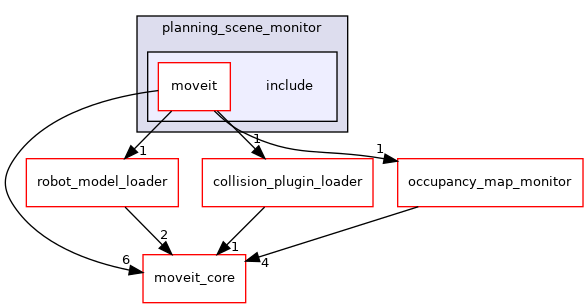 planning_scene_monitor
moveit
include
1
1
1
robot_model_loader
collision_plugin_loader
occupancy_map_monitor
2
1
6
4
moveit_core